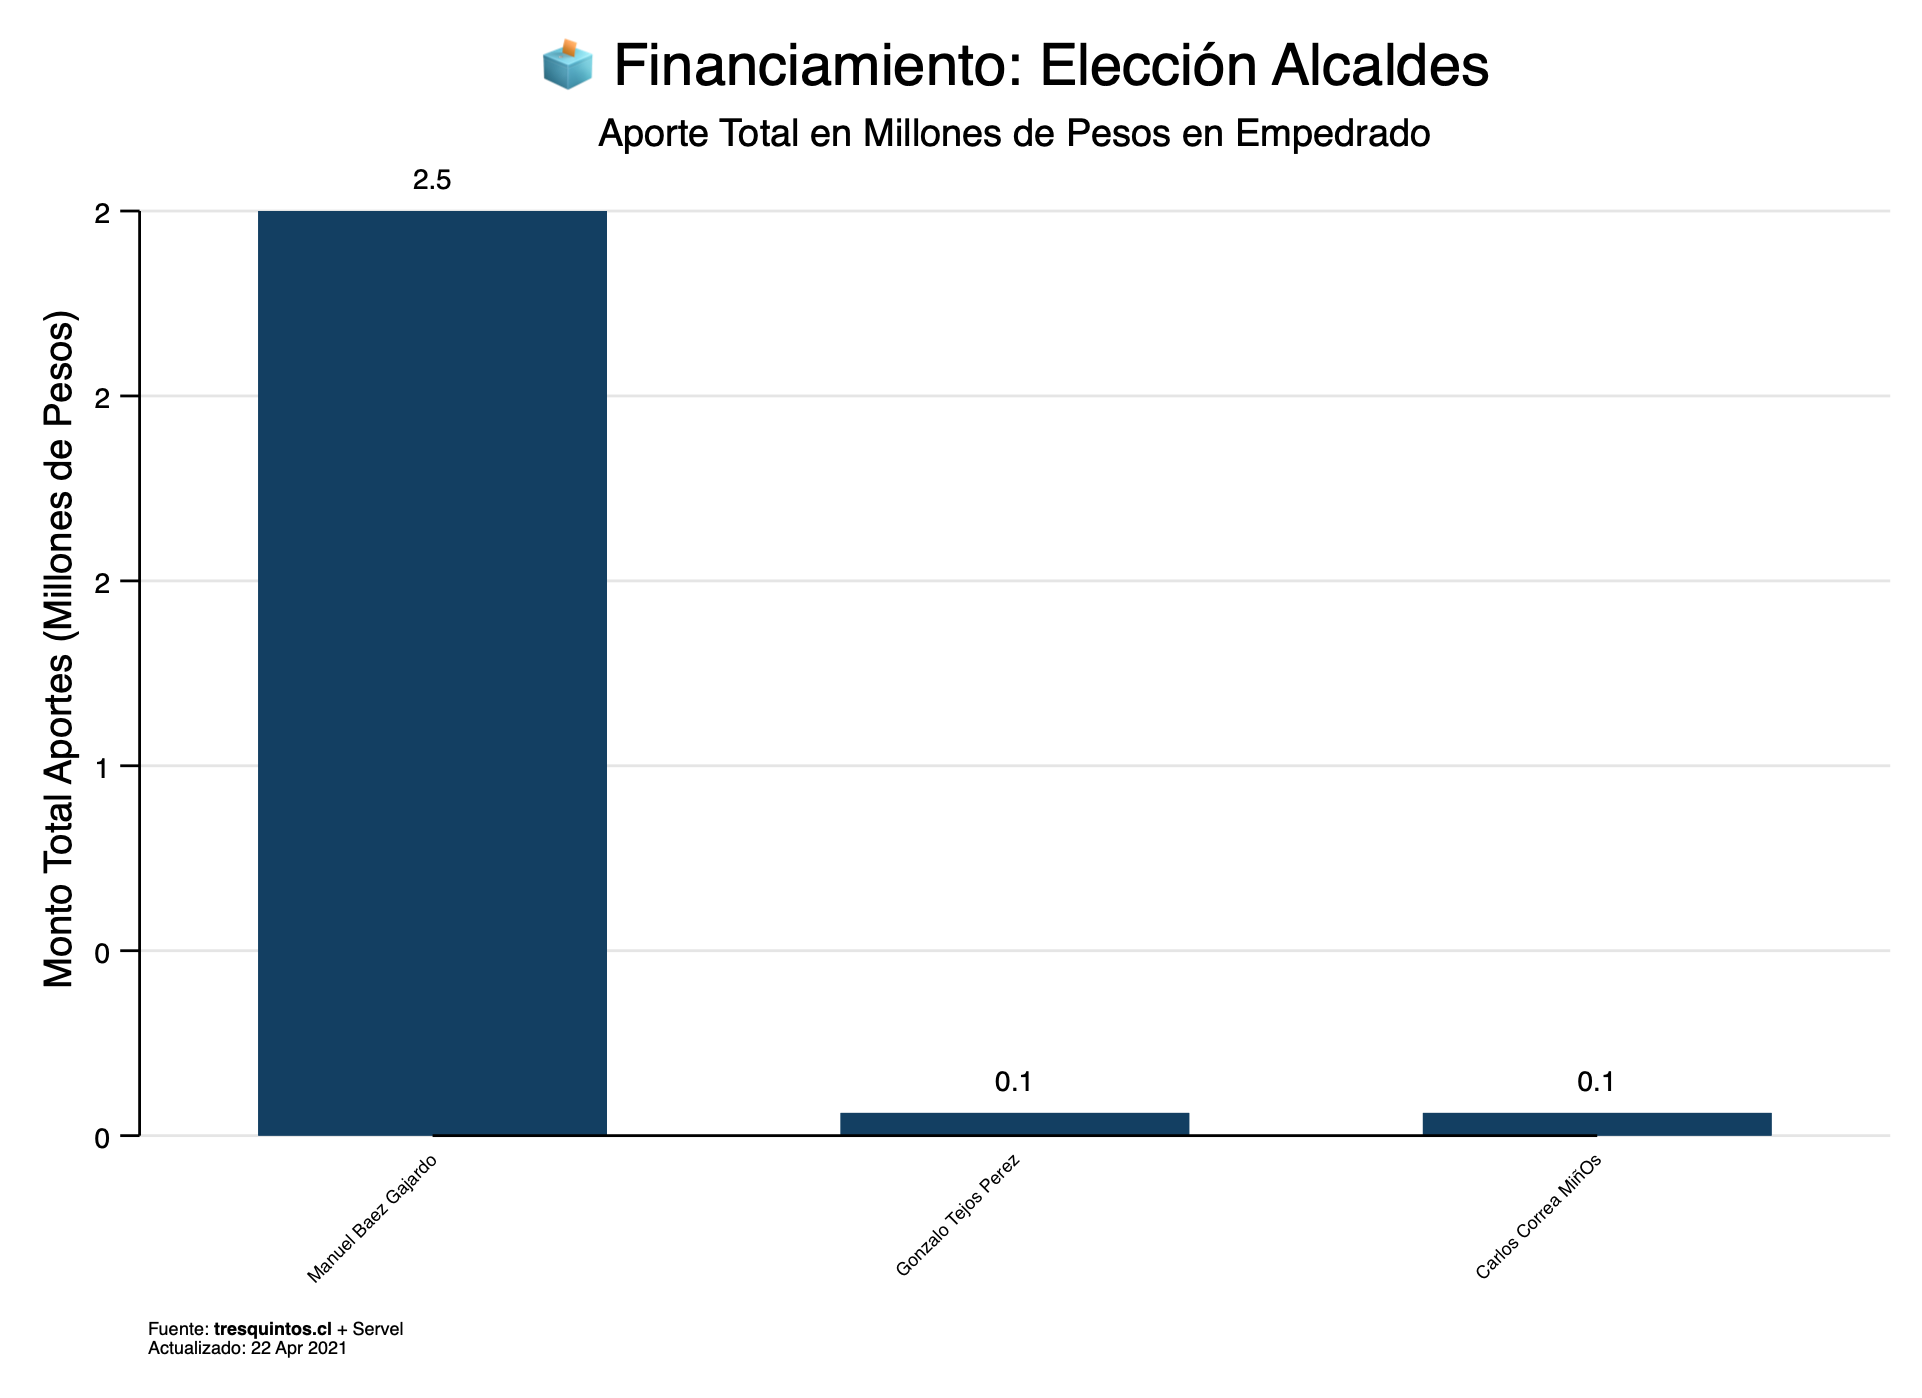 Financiamiento: Elección Alcaldes
Aporte Total en Millones de Pesos en Empedrado
Monto Total Aportes (Millones de Pesos)
2
2
2
1
0
0
2.5
0.1
0.1
Manuel Baez Gajardo
Gonzalo Tejos Perez
Carlos Correa MiñOs
Fuente: tresquintos.cl + Servel
Actualizado: 22 Apr 2021